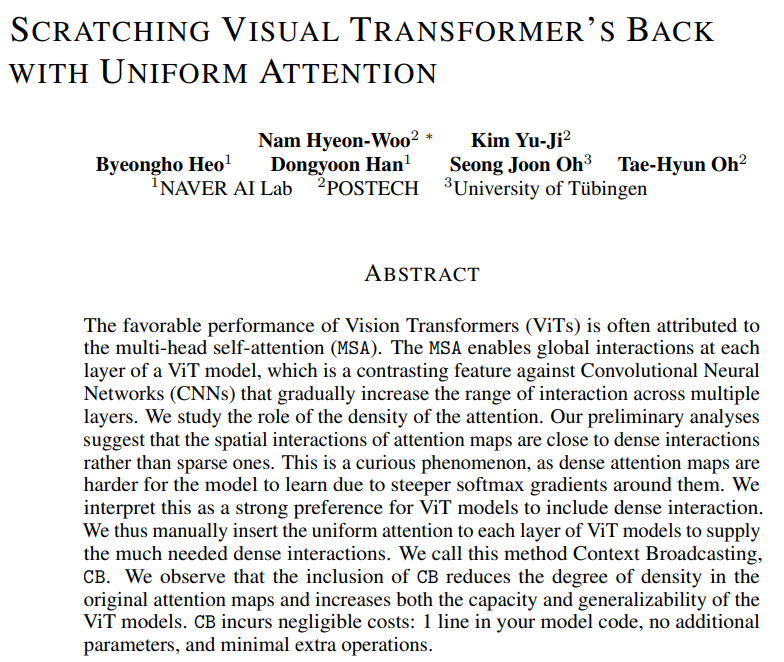 SCRATCHING VISUAL TRANSFORMER'S BACK
WITH UNIFORM ATTENTION
Nam Hyeon-Woo2 * Kim Yu-Ji2
Byeongho Heo1 Dongyoon Han1 Seong Joon Oh3 Tae-Hyun Oh2
1NAVER AI Lab 2POSTECH 3University of Tübingen
ABSTRACT
The favorable performance of Vision Transformers (ViTs) is often attributed to
the multi-head self-attention (MSA). The MSA enables global interactions at each
layer of a ViT model, which is a contrasting feature against Convolutional Neural
Networks (CNNs) that gradually increase the range of interaction across multiple
layers. We study the role of the density of the attention. Our preliminary analyses
suggest that the spatial interactions of attention maps are close to dense interactions
rather than sparse ones. This is a curious phenomenon, as dense attention maps are
harder for the model to learn due to steeper softmax gradients around them. We
interpret this as a strong preference for ViT models to include dense interaction.
We thus manually insert the uniform attention to each layer of ViT models to supply
the much needed dense interactions. We call this method Context Broadcasting,
CB. We observe that the inclusion of CB reduces the degree of density in the
original attention maps and increases both the capacity and generalizability of the
ViT models. CB incurs negligible costs: 1 line in your model code, no additional
parameters, and minimal extra operations.